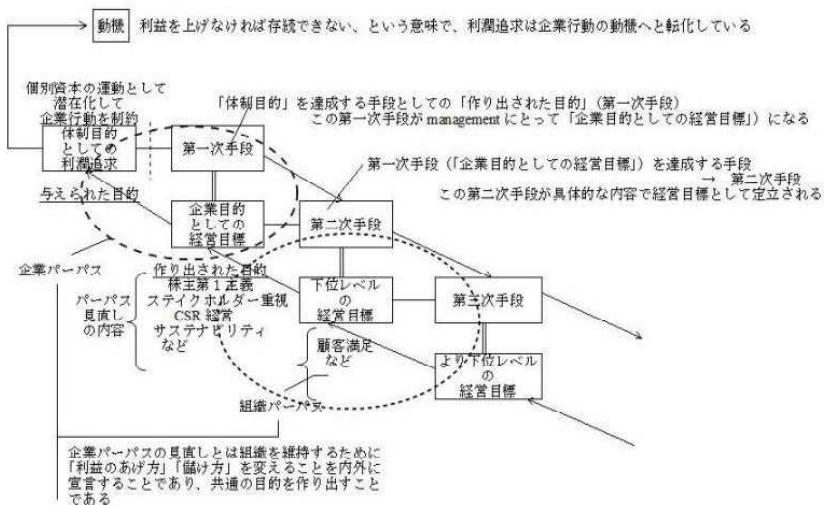 動機
利益を上げなければ存続できない、という意味で、利潤追求は企業行動の動機へと転化している
個別資本の運動として
潜在化して
企業行動を制約
「体制目的」を達成する手段としての「作り出された目的」(第一次手段)
この第一次手段が management にとって「企業目的としての経営目標」)になる
体制目的
としての
利潤追求
第一次手段
第一次手段(「企業目的としての経営目標」)を達成する手段
→ 第二次手段
この第二次手段が具体的な内容で経営目標として定立される
与えられた目的
企業目的
としての
経営目標
第二次手段
企業パーパス
作り出された目的
株主第1主義
ステイクホルダー重視
CSR 経営
サステナビリティ
など
パーパス
見直し
の内容
下位レベル
の
経営目標
第三次手段
顧客満足
など
より下位レベル
の
経営目標
組織パーパス
企業パーパスの見直しとは組織を維持するために
「利益のあげ方」「儲け方」を変えることを内外に
宣言することであり、共通の目的を作り出すこと
である